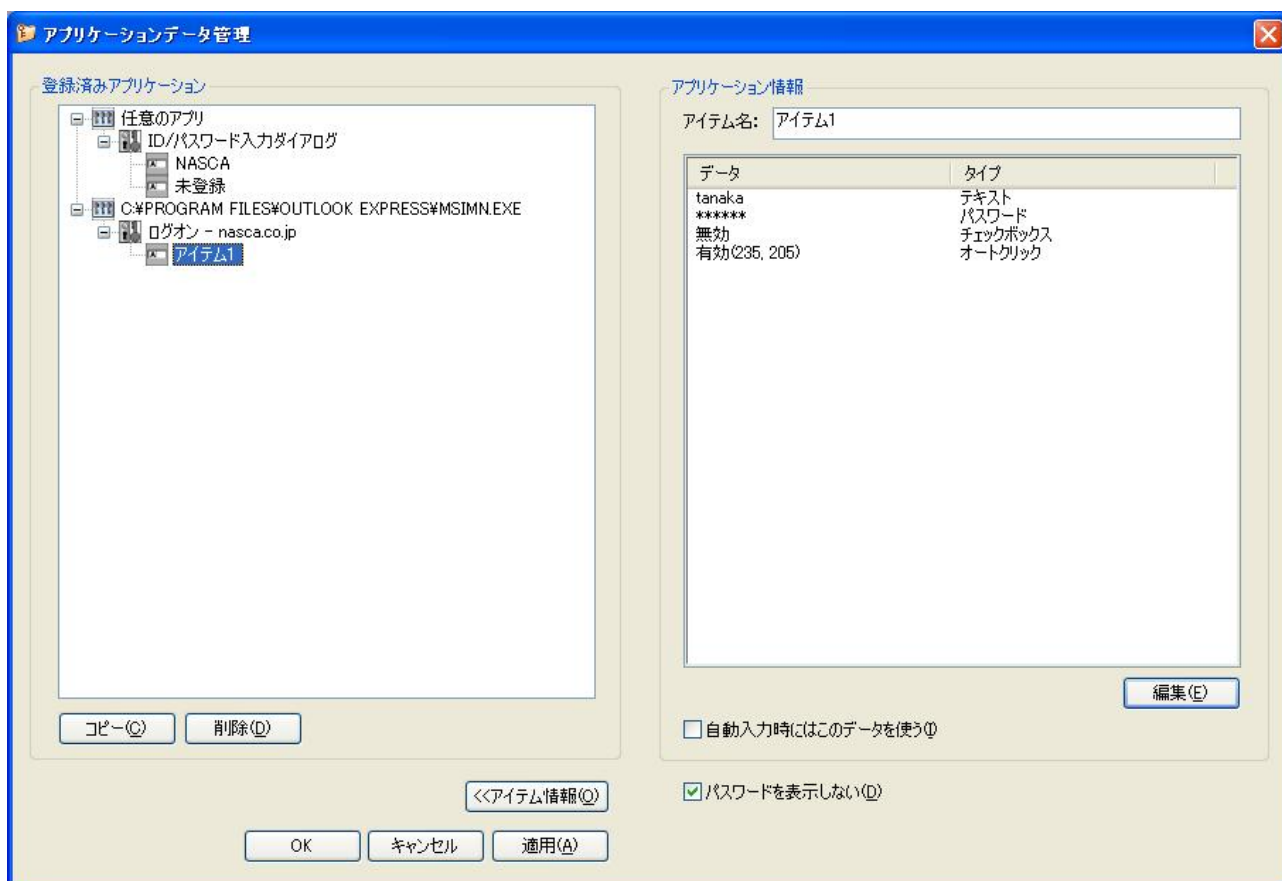 アプリケーションデータ管理
登録済みアプリケーション
任意のアプリ
ID/パスワード入力ダイアログ
NASCA
未登録
C:¥PROGRAM FILES¥OUTLOOK EXPRESS¥MSIMN.EXE
ログオン - nasca.co.jp
アイテム1
コピー(C)
削除(D)
<<アイテム情報(O)
OK
キャンセル
適用(A)
アプリケーション情報
アイテム名: アイテム1
データ タイプ
tanaka テキスト
****** パスワード
無効 チェックボックス
有効(235, 205) オートクリック
編集(E)
自動入力時にはこのデータを使う(I)
パスワードを表示しない(D)